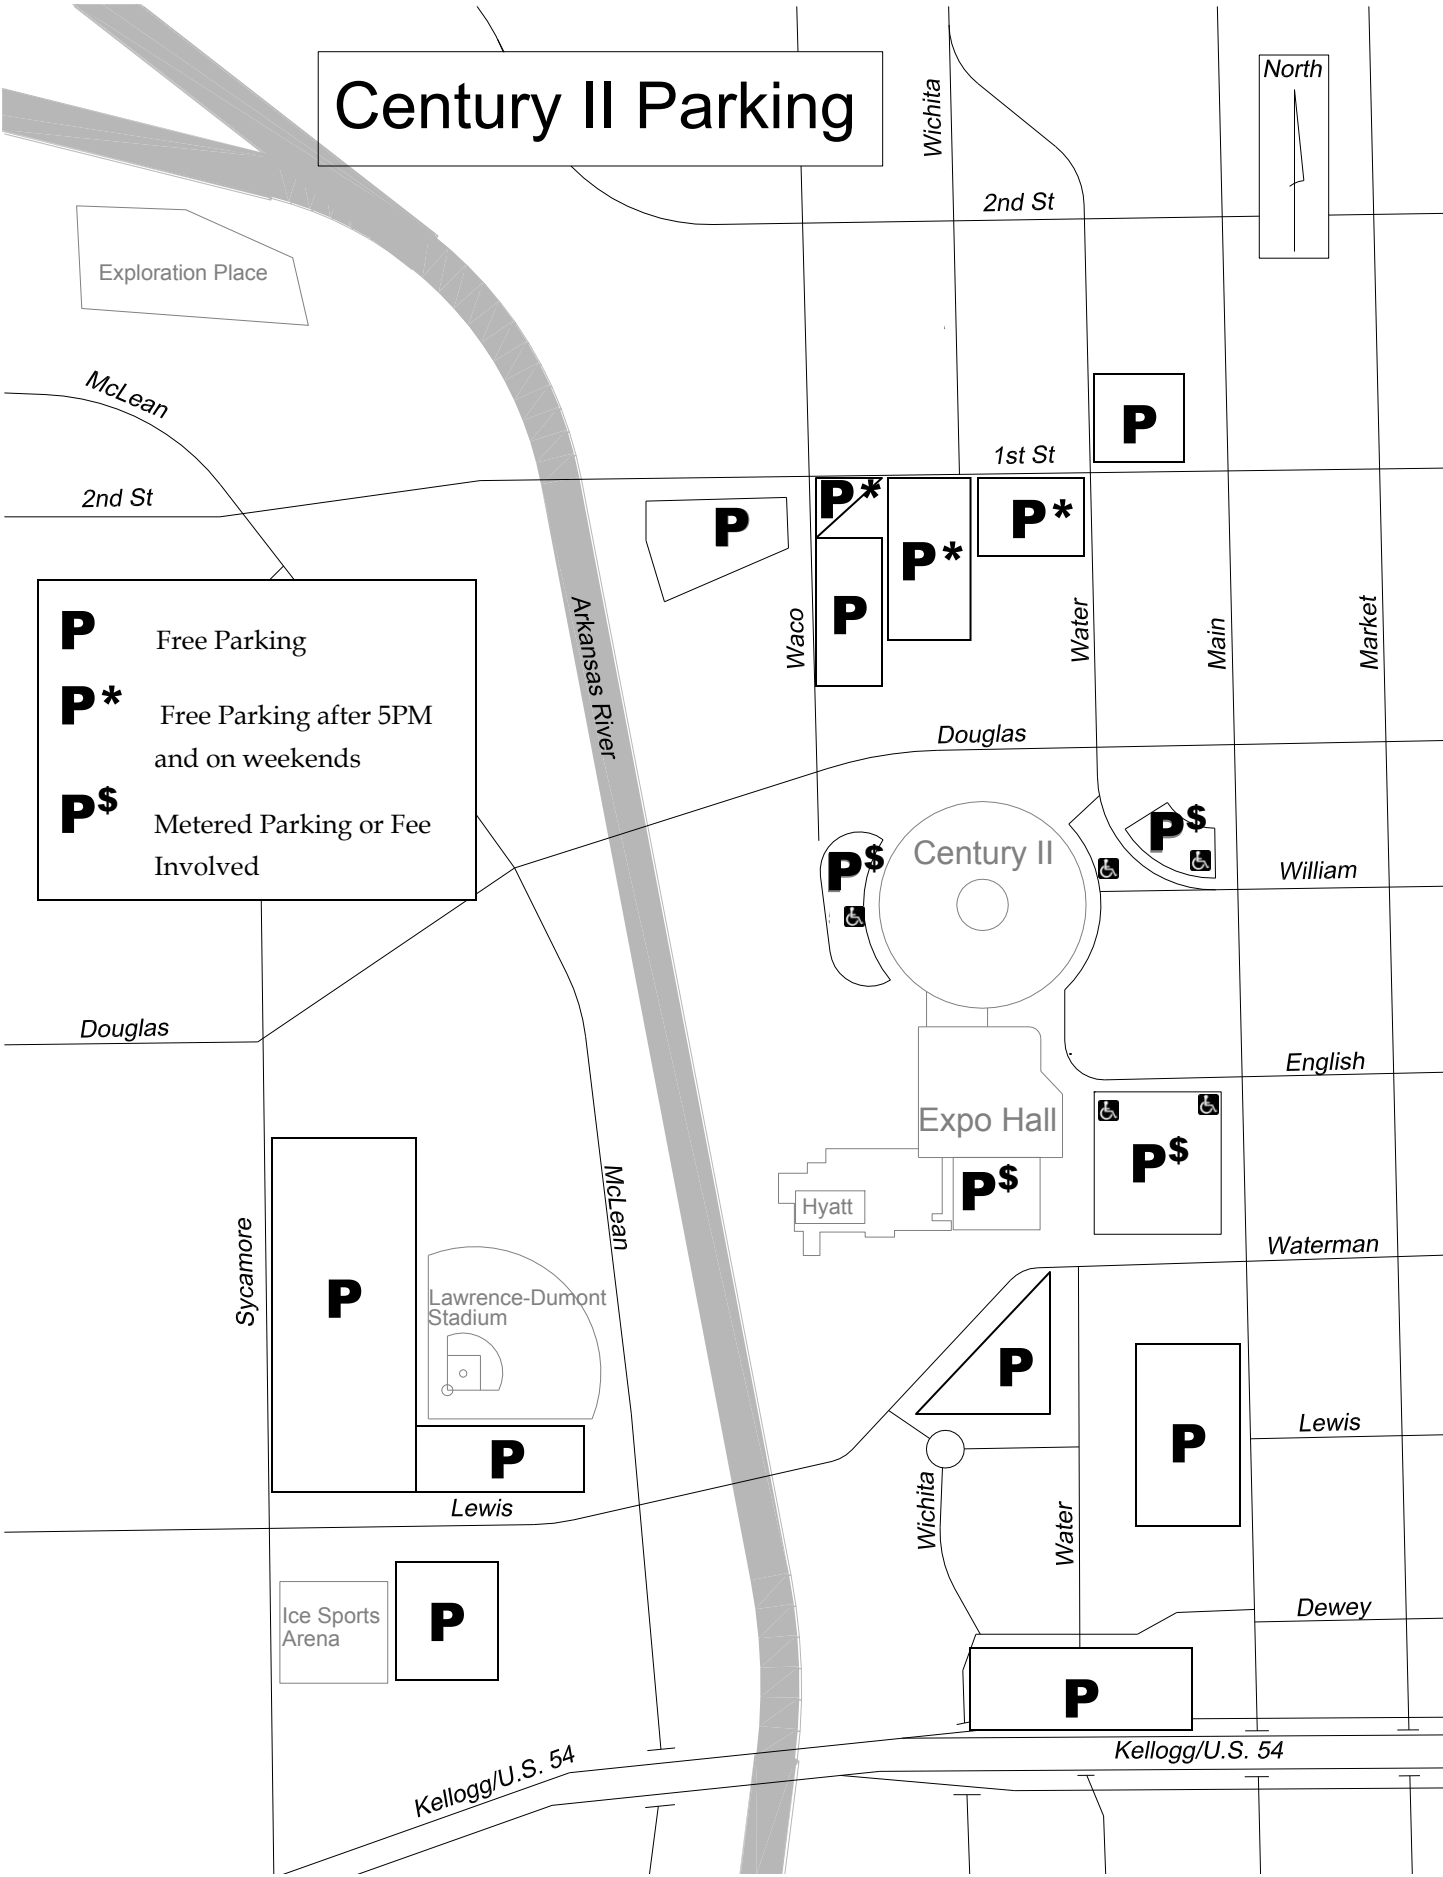 Century II Parking
North
Wichita
2nd St
Exploration Place
McLean
P
1st St
2nd St
P*
P
P*
P*
P
Arkansas River
Waco
Water
Main
Market
P Free Parking
P* Free Parking after 5PM
and on weekends
P$ Metered Parking or Fee
Involved
Douglas
P$
P$
Century II
William
Douglas
English
Expo Hall
P$
P$
Hyatt
McLean
Sycamore
Waterman
P
Lawrence-Dumont
Stadium
P
P
Lewis
P
Lewis
Wichita
Water
Ice Sports
Arena
P
Dewey
P
Kellogg/U.S. 54
Kellogg/U.S. 54